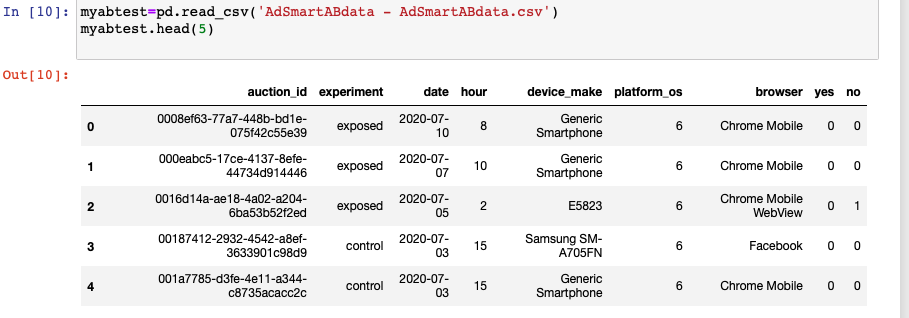 In [10]: myabtest=pd.read_csv('AdSmartABdata - AdSmartABdata.csv')
myabtest.head(5)
Out[10]:
auction_id experiment date hour device_make platform_os browser yes no
0 0008ef63-77a7-448b-bd1e-075f42c55e39 exposed 2020-07-10 8 Generic Smartphone 6 Chrome Mobile 0 0
1 000eabc5-17ce-4137-8efe-44734d914446 exposed 2020-07-07 10 Generic Smartphone 6 Chrome Mobile 0 0
2 0016d14a-ae18-4a02-a204-6ba53b52f2ed exposed 2020-07-05 2 E5823 6 Chrome Mobile WebView 0 1
3 00187412-2932-4542-a8ef-3633901c98d9 control 2020-07-03 15 Samsung SM-A705FN 6 Facebook 0 0
4 001a7785-d3fe-4e11-a344-c8735acacc2c control 2020-07-03 15 Generic Smartphone 6 Chrome Mobile 0 0